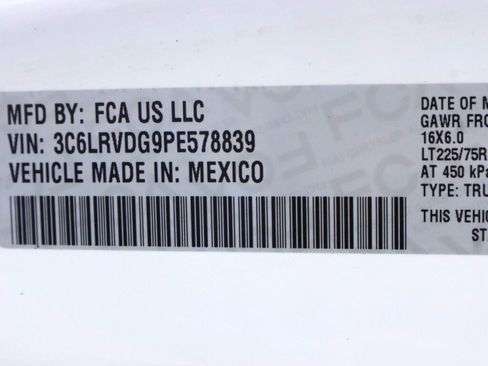 MFD BY: FCA US LLC
VIN: 3C6LRVDG9PE578839
VEHICLE MADE IN: MEXICO
DATE OF M
GAWR FRO
16X6.0
LT225/75R
AT 450 kPa
TYPE: TRU
THIS VEHIC
ST